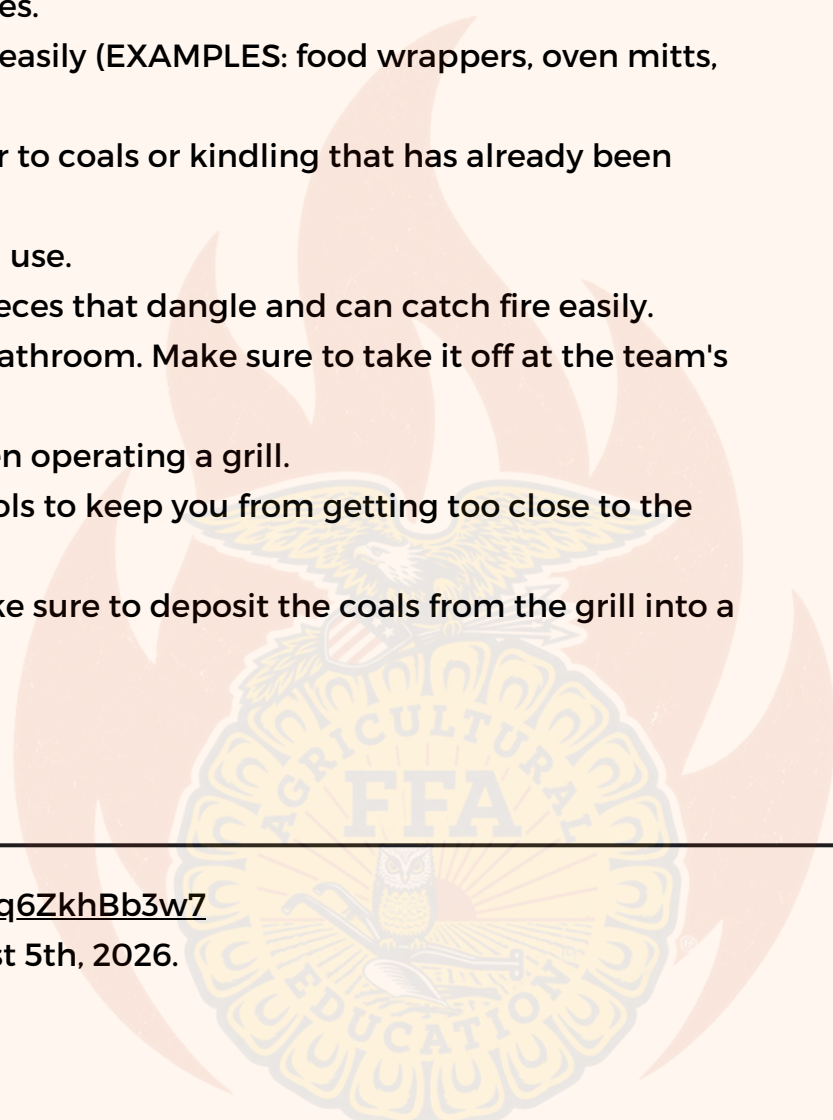 es.
easily (EXAMPLES: food wrappers, oven mitts,
r to coals or kindling that has already been
use.
eces that dangle and can catch fire easily.
athroom. Make sure to take it off at the team's
en operating a grill.
ols to keep you from getting too close to the
ke sure to deposit the coals from the grill into a
AGRICULTURAL
FFA
q6ZkhBb3w7
st 5th, 2026.
EDUCATION
®